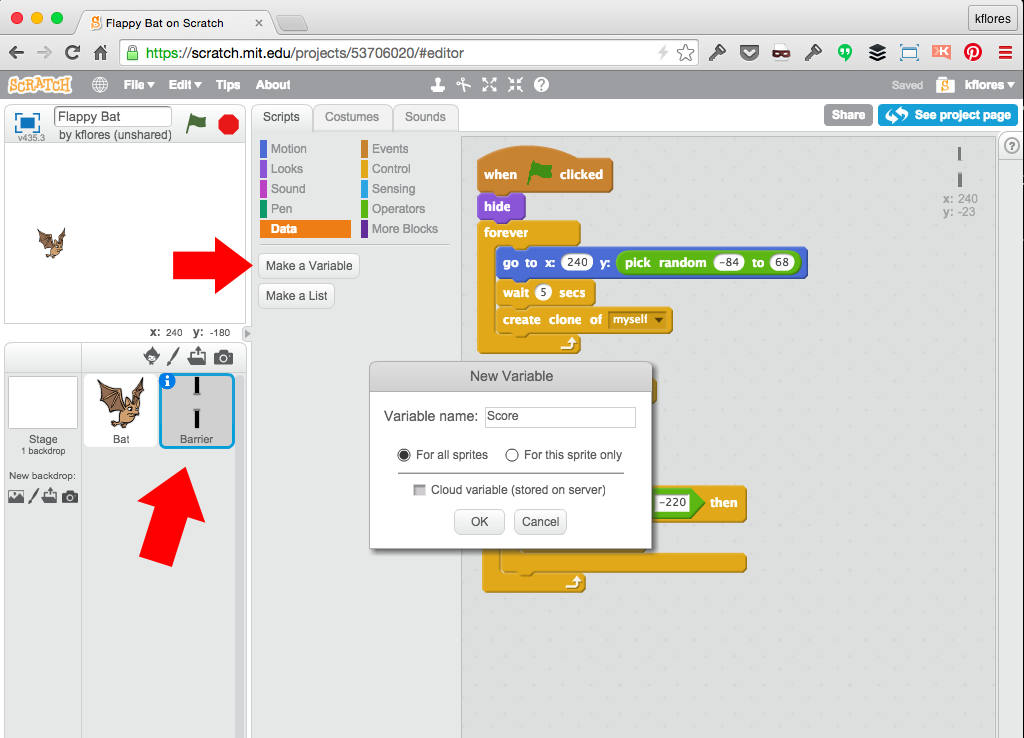 Flappy Bat on Scratch
kflores
https://scratch.mit.edu/projects/53706020/#editor
SCRATCH
File
Edit
Tips
About
Saved
kflores
v435.3
Flappy Bat
by kflores (unshared)
Scripts
Costumes
Sounds
Share
See project page
Motion
Looks
Sound
Pen
Data
Events
Control
Sensing
Operators
More Blocks
Make a Variable
Make a List
x: 240 y: -180
when clicked
hide
forever
go to x: 240 y: pick random -84 to 68
wait 5 secs
create clone of myself
x: 240
y: -23
-220 then
New Variable
Variable name: Score
For all sprites
For this sprite only
Cloud variable (stored on server)
OK
Cancel
Stage
1 backdrop
New backdrop:
Bat
Barrier